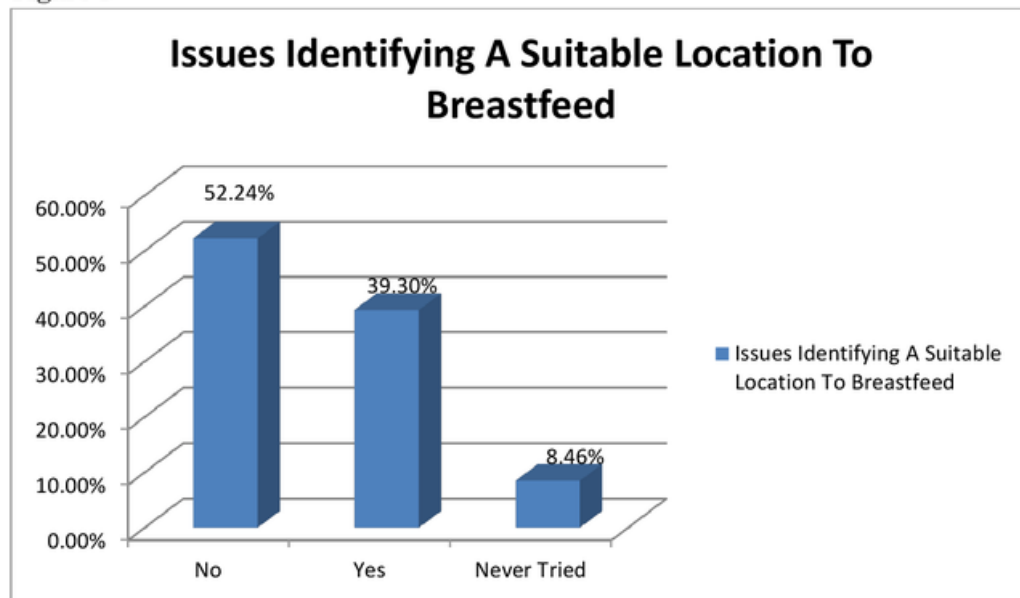 Issues Identifying A Suitable Location To
Breastfeed
60.00%
50.00%
40.00%
30.00%
20.00%
10.00%
0.00%
52.24%
39.30%
8.46%
No
Yes
Never Tried
Issues Identifying A Suitable
Location To Breastfeed